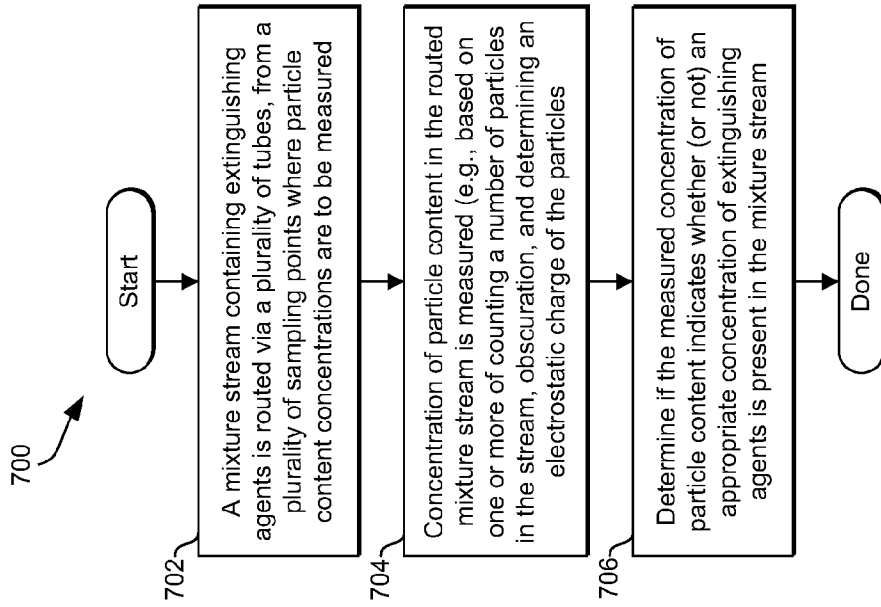 700
Start
702
A mixture stream containing extinguishing
agents is routed via a plurality of tubes, from a
plurality of sampling points where particle
content concentrations are to be measured
704
Concentration of particle content in the routed
mixture stream is measured (e.g., based on
one or more of counting a number of particles
in the stream, obscuration, and determining an
electrostatic charge of the particles
706
Determine if the measured concentration of
particle content indicates whether (or not) an
appropriate concentration of extinguishing
agents is present in the mixture stream
Done